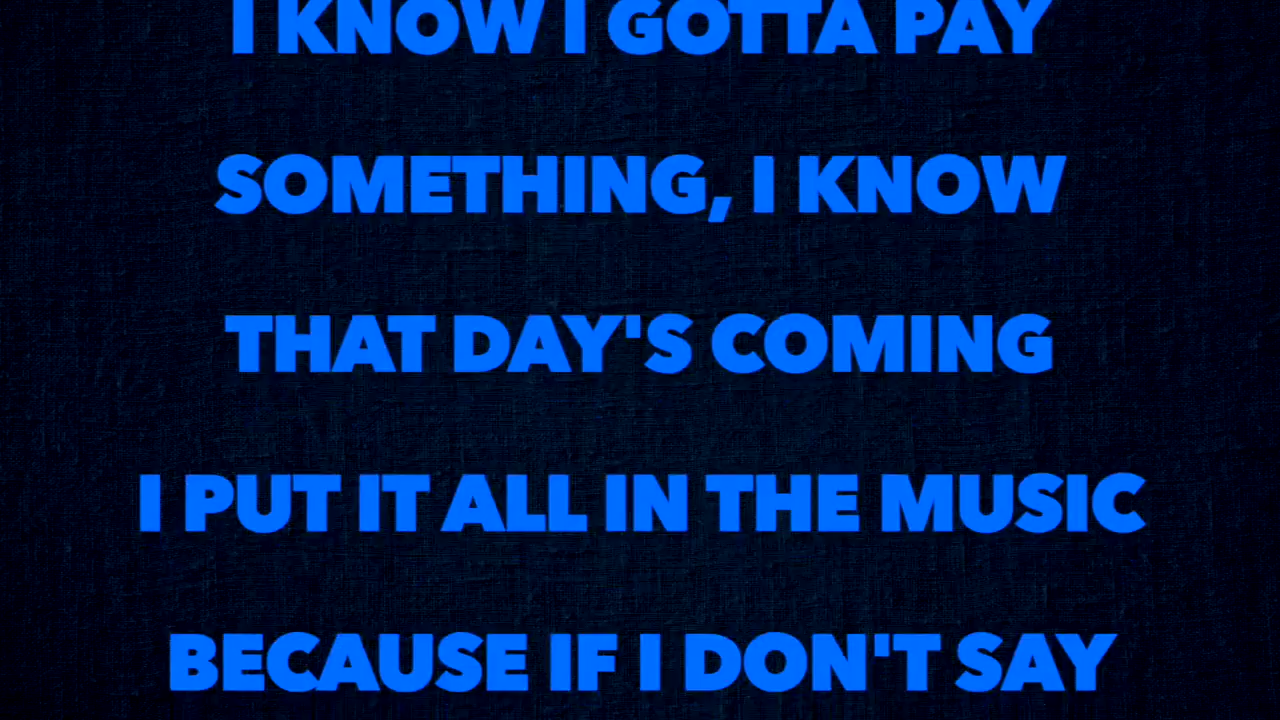 I KNOW I GOTTA PAY
SOMETHING, I KNOW
THAT DAY'S COMING
I PUT IT ALL IN THE MUSIC
BECAUSE IF I DON'T SAY